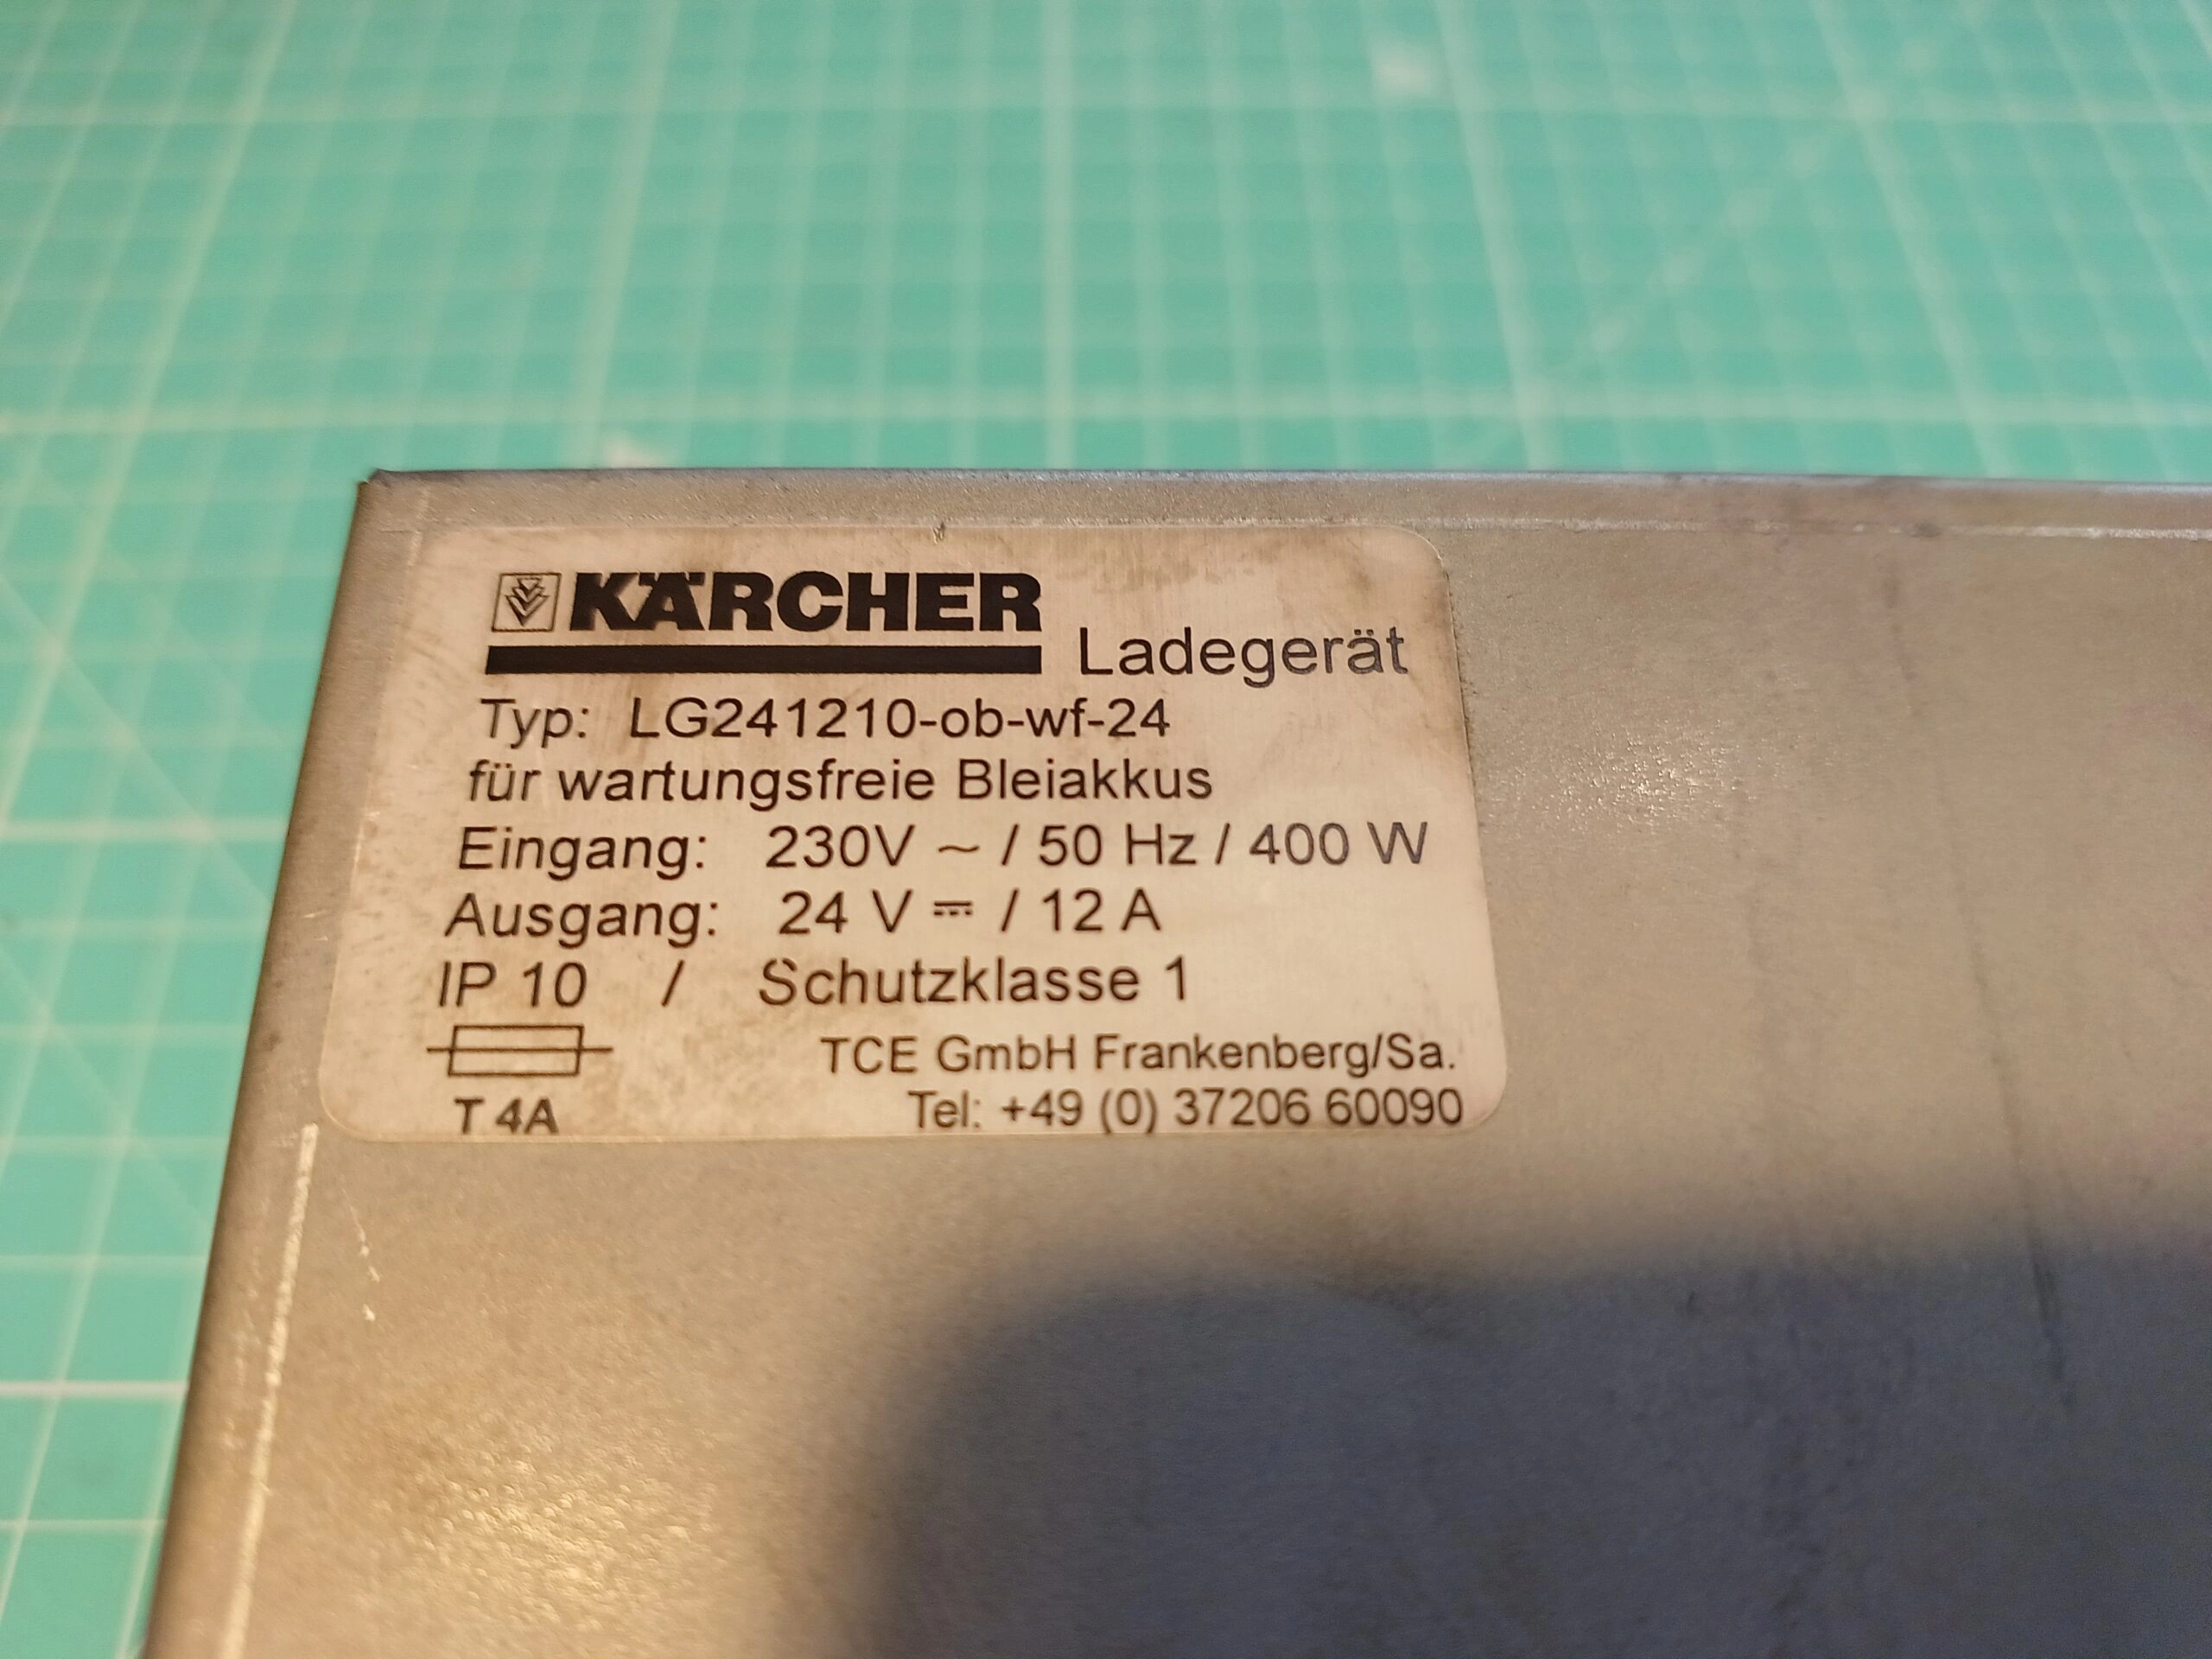 KÄRCHER Ladegerät
Typ: LG241210-ob-wf-24
für wartungsfreie Bleiakkus
Eingang: 230V ~ / 50 Hz / 400 W
Ausgang: 24 V ⎓ / 12 A
IP 10 / Schutzklasse 1
TCE GmbH Frankenberg/Sa.
T 4A Tel: +49 (0) 37206 60090